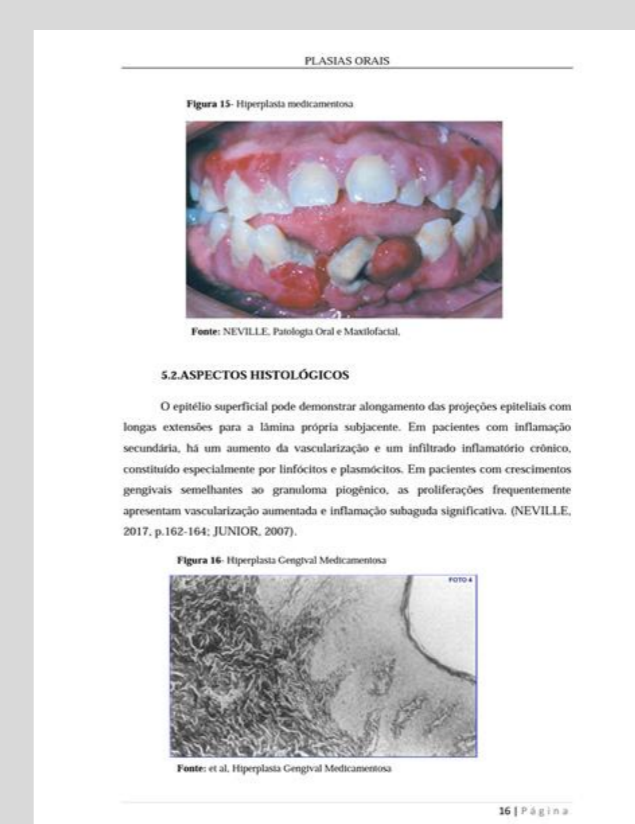 PLASIAS ORAIS
Figura 15- Hiperplasia medicamentosa
Fonte: NEVILLE, Patologia Oral e Maxilofacial,
5.2.ASPECTOS HISTOLÓGICOS
O epitélio superficial pode demonstrar alongamento das projeções epiteliais com
longas extensões para a lâmina própria subjacente. Em pacientes com inflamação
secundária, há um aumento da vascularização e um infiltrado inflamatório crônico,
constituído especialmente por linfócitos e plasmócitos. Em pacientes com crescimentos
gengivais semelhantes ao granuloma piogênico, as proliferações frequentemente
apresentam vascularização aumentada e inflamação subaguda significativa. (NEVILLE,
2017, p.162-164; JUNIOR, 2007).
Figura 16- Hiperplasia Gengival Medicamentosa
FOTO 4
Fonte: et al, Hiperplasia Gengival Medicamentosa
16 | Página